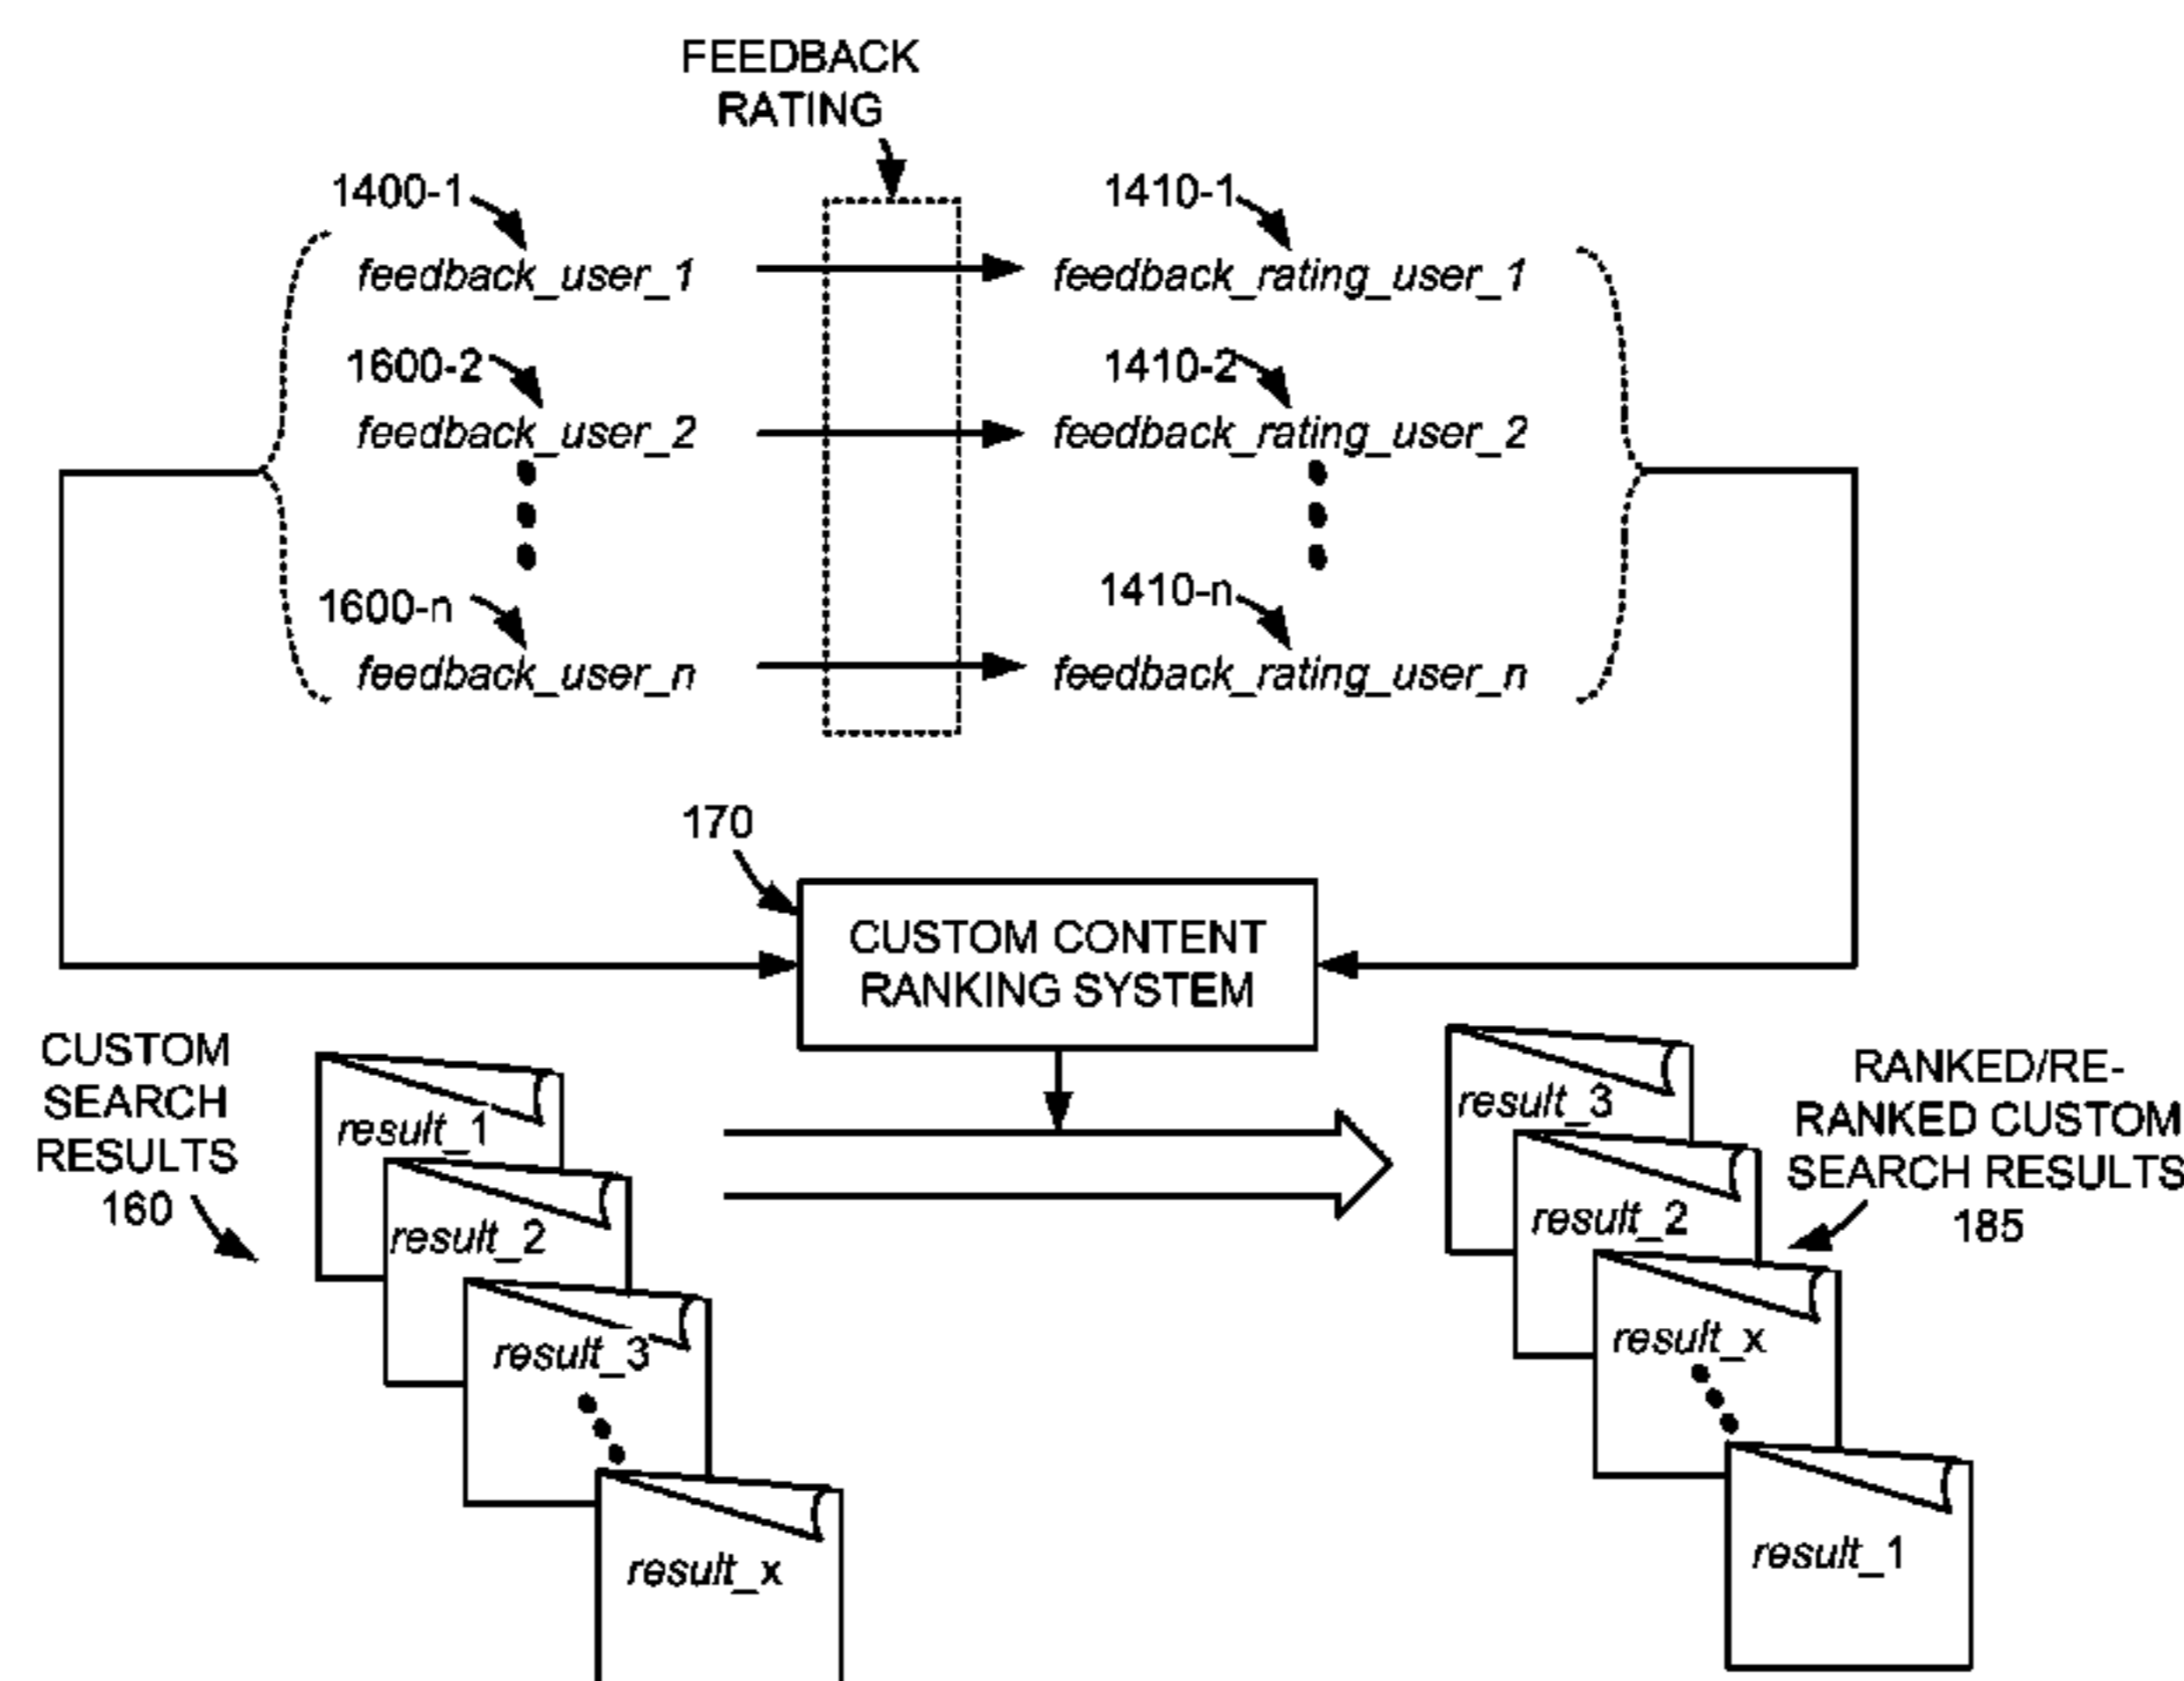 FEEDBACK
RATING
1400-1
1410-1
feedback_user_1
feedback_rating_user_1
1600-2
1410-2
feedback_user_2
feedback_rating_user_2
1600-n
1410-n
feedback_user_n
feedback_rating_user_n
170
CUSTOM CONTENT
RANKING SYSTEM
CUSTOM
SEARCH
RESULTS
160
result_1
result_2
result_3
result_x
result_3
result_2
result_x
result_1
RANKED/RE-
RANKED CUSTOM
SEARCH RESULTS
185